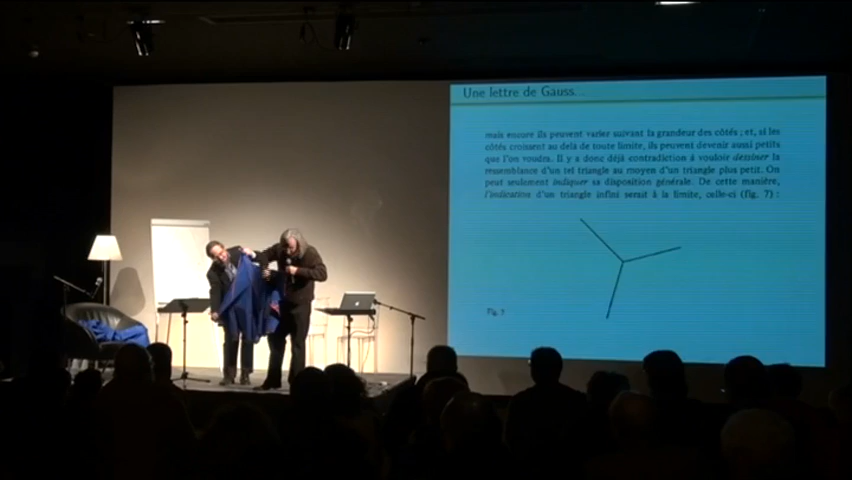 Une lettre de Gauss...
mais encore ils peuvent varier suivant la grandeur des côtés ; et, si les
côtés croissent au delà de toute limite, ils peuvent devenir aussi petits
que l'on voudra. Il y a donc déjà contradiction à vouloir dessiner la
ressemblance d'un tel triangle au moyen d'un triangle plus petit. On
peut seulement indiquer sa disposition générale. De cette manière,
l'indication d'un triangle infini serait à la limite, celle-ci (fig. 7) :
Fig. 7